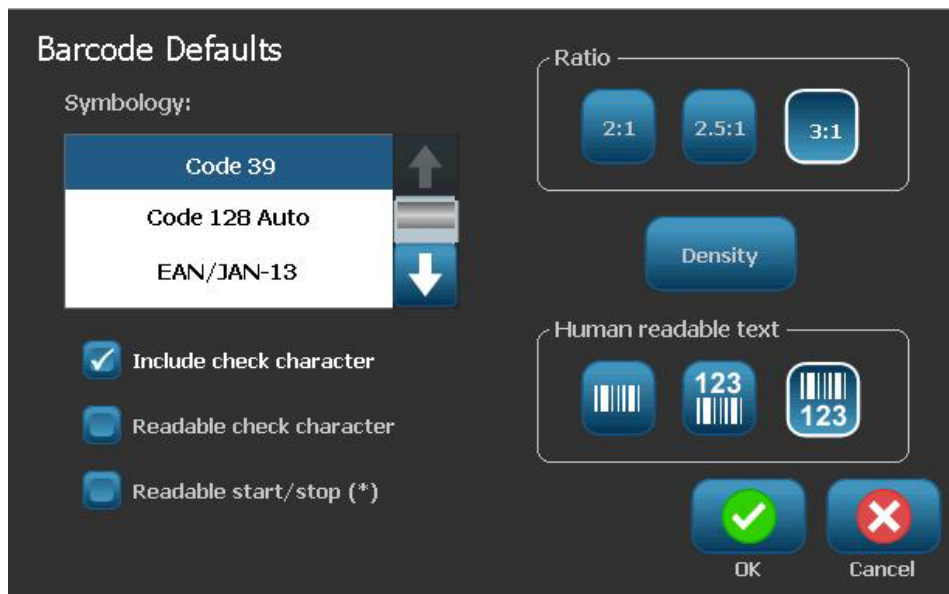 Barcode Defaults
Symbology:
Code 39
Code 128 Auto
EAN/JAN-13
Include check character
Readable check character
Readable start/stop (*)
Ratio
2:1
2.5:1
3:1
Density
Human readable text
123
123
OK
Cancel